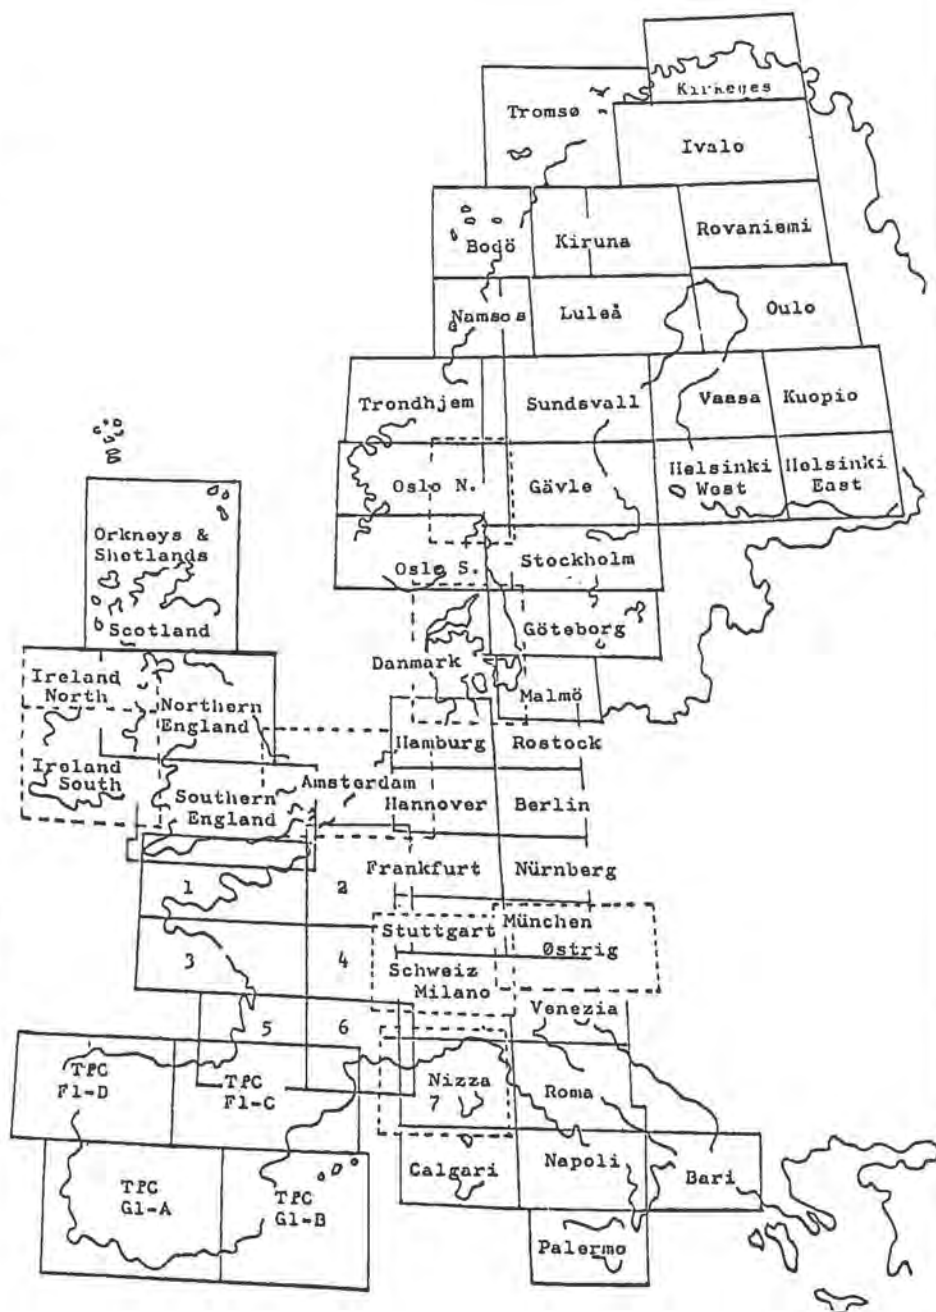 Kirkenes
Tromsø
Ivalo
Bodö
Kiruna
Rovaniemi
Namsos
Luleå
Oulo
Trondhjem
Sundsvall
Vaasa
Kuopio
Oslo N.
Gävle
Helsinki
West
Helsinki
East
Orkneys &
Shetlands
Oslo S.
Stockholm
Scotland
Göteborg
Ireland
North
Danmark
Northern
England
Malmö
Hamburg
Rostock
Ireland
South
Southern
England
Amsterdam
Hannover
Berlin
1
2
Frankfurt
Nürnberg
3
4
Stuttgart
München
Østrig
Schweiz
Milano
5
6
Venezia
TPC
F1-D
TPC
F1-C
Nizza
7
Roma
TPC
G1-A
TPC
G1-B
Calgari
Napoli
Bari
Palermo